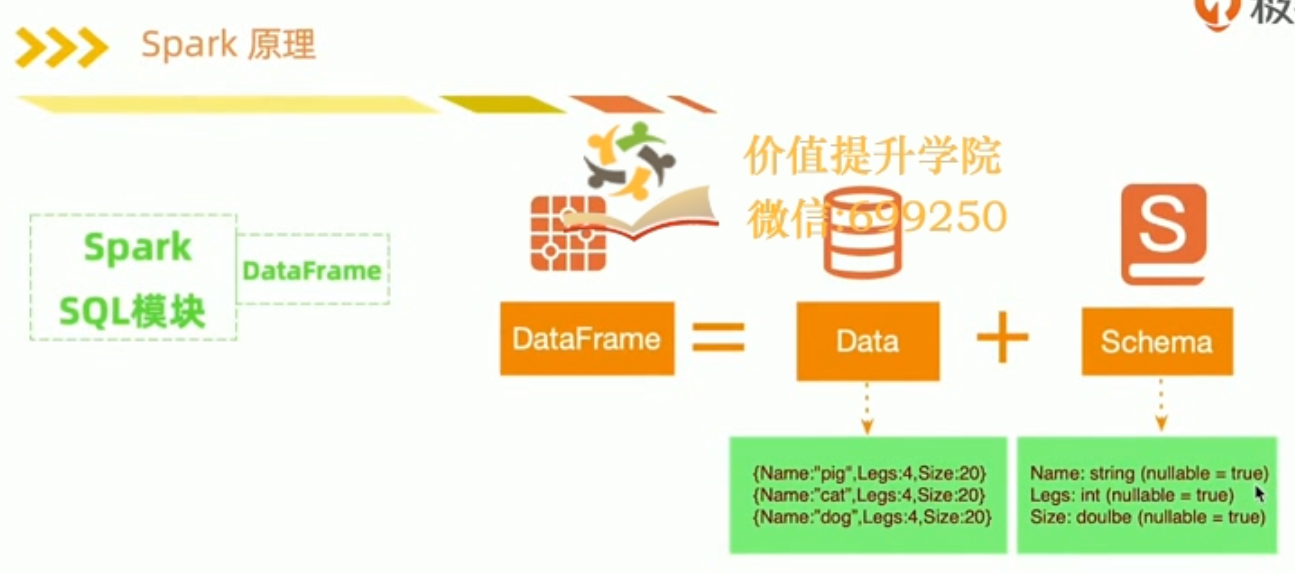 Spark 原理
极
价值提升学院
微信:699250
S
Spark
SQL模块
DataFrame
DataFrame = Data + Schema
{Name:"pig",Legs:4,Size:20}
{Name:"cat",Legs:4,Size:20}
{Name:"dog",Legs:4,Size:20}
Name: string (nullable = true)
Legs: int (nullable = true)
Size: doulbe (nullable = true)